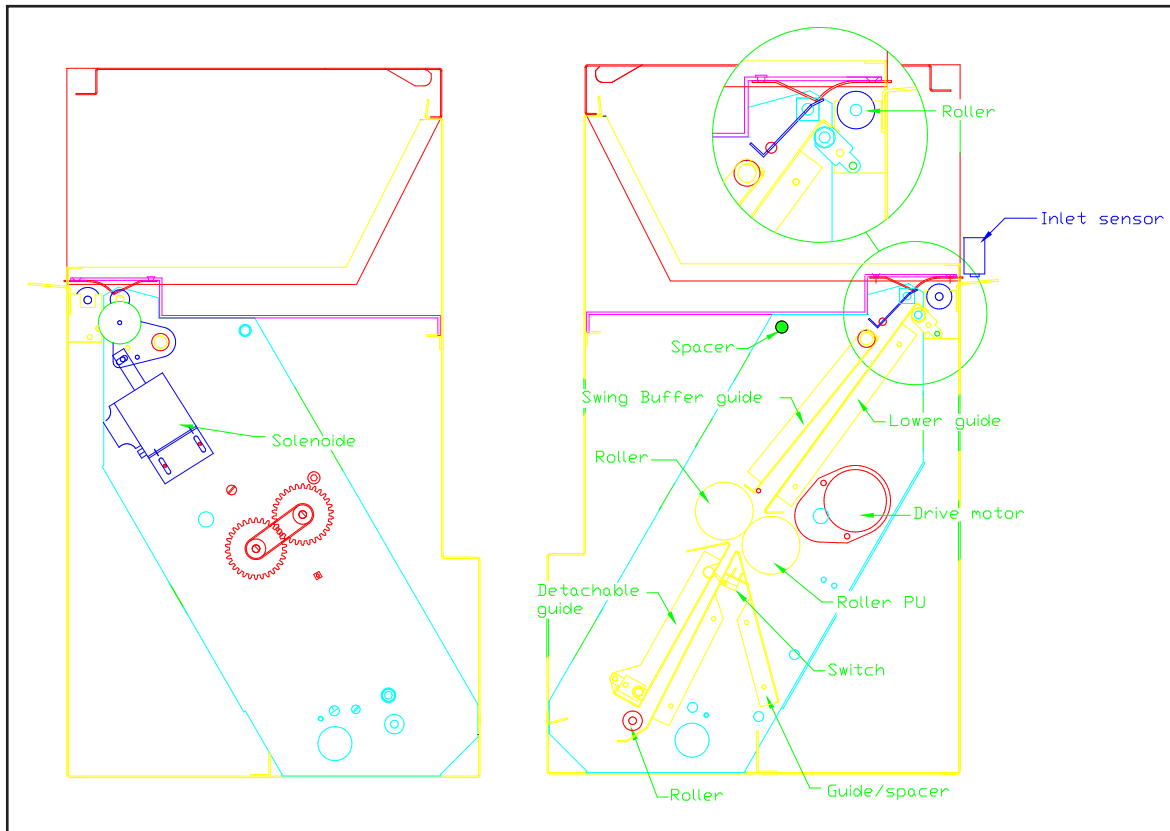 Roller
Inlet sensor
Spacer
Swing Buffer guide
Lower guide
Solenoide
Roller
Drive motor
Detachable
guide
Roller PU
Switch
Guide/spacer
Roller